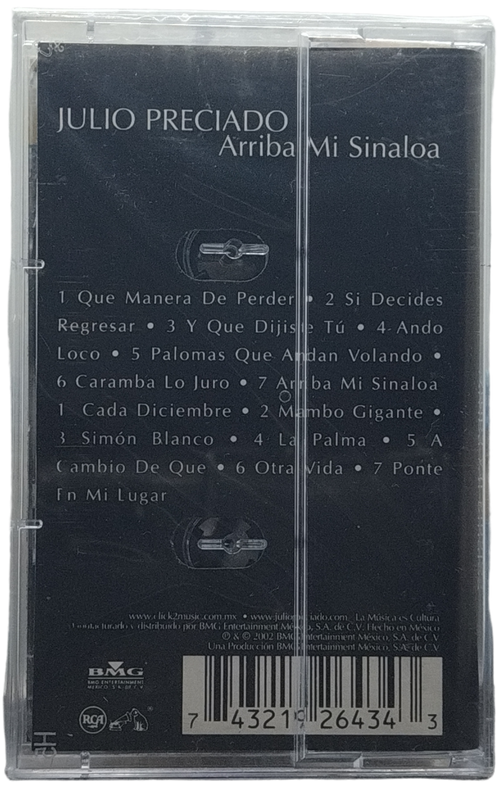 JULIO PRECIADO
Arriba Mi Sinaloa
1 Que Manera De Perder • 2 Si Decides
Regresar • 3 Y Que Dijiste Tú • 4 Ando
Loco • 5 Palomas Que Andan Volando •
6 Caramba Lo Juro • 7 Arriba Mi Sinaloa
1 Cada Diciembre • 2 Mambo Gigante •
3 Simón Blanco • 4 La Palma • 5 A
Cambio De Que • 6 Otra Vida • 7 Ponte
En Mi Lugar
www.click2music.com.mx • www.juliopreciado.com La Música es Cultura
Manufacturado y distribuido por BMG Entertainment México, S.A. de C.V. Hecho en México
℗ & © 2002 BMG Entertainment México, S.A. de C.V.
Una Producción BMG Entertainment México, S.A. de C.V.
BMG
BMG ENTERTAINMENT
MÉXICO, S.A. DE C.V.
RCA
7 43219 26434 3